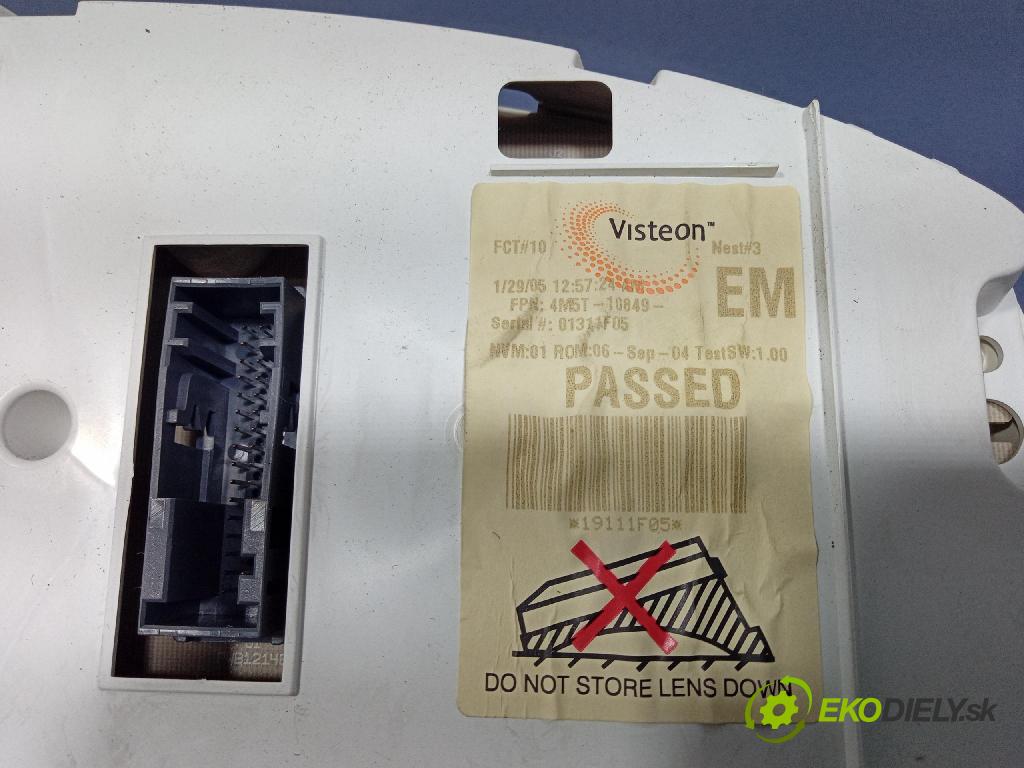 Visteon™
FCT#10 Nest#3
1/29/05 12:57:24
EM
FPN: 4M5T-10849-
Serial #: 01311F05
NVM:01 ROM:06-Sep-04 TestSW:1.00
PASSED
*19111F05*
DO NOT STORE LENS DOWN
EKODIELY.sk